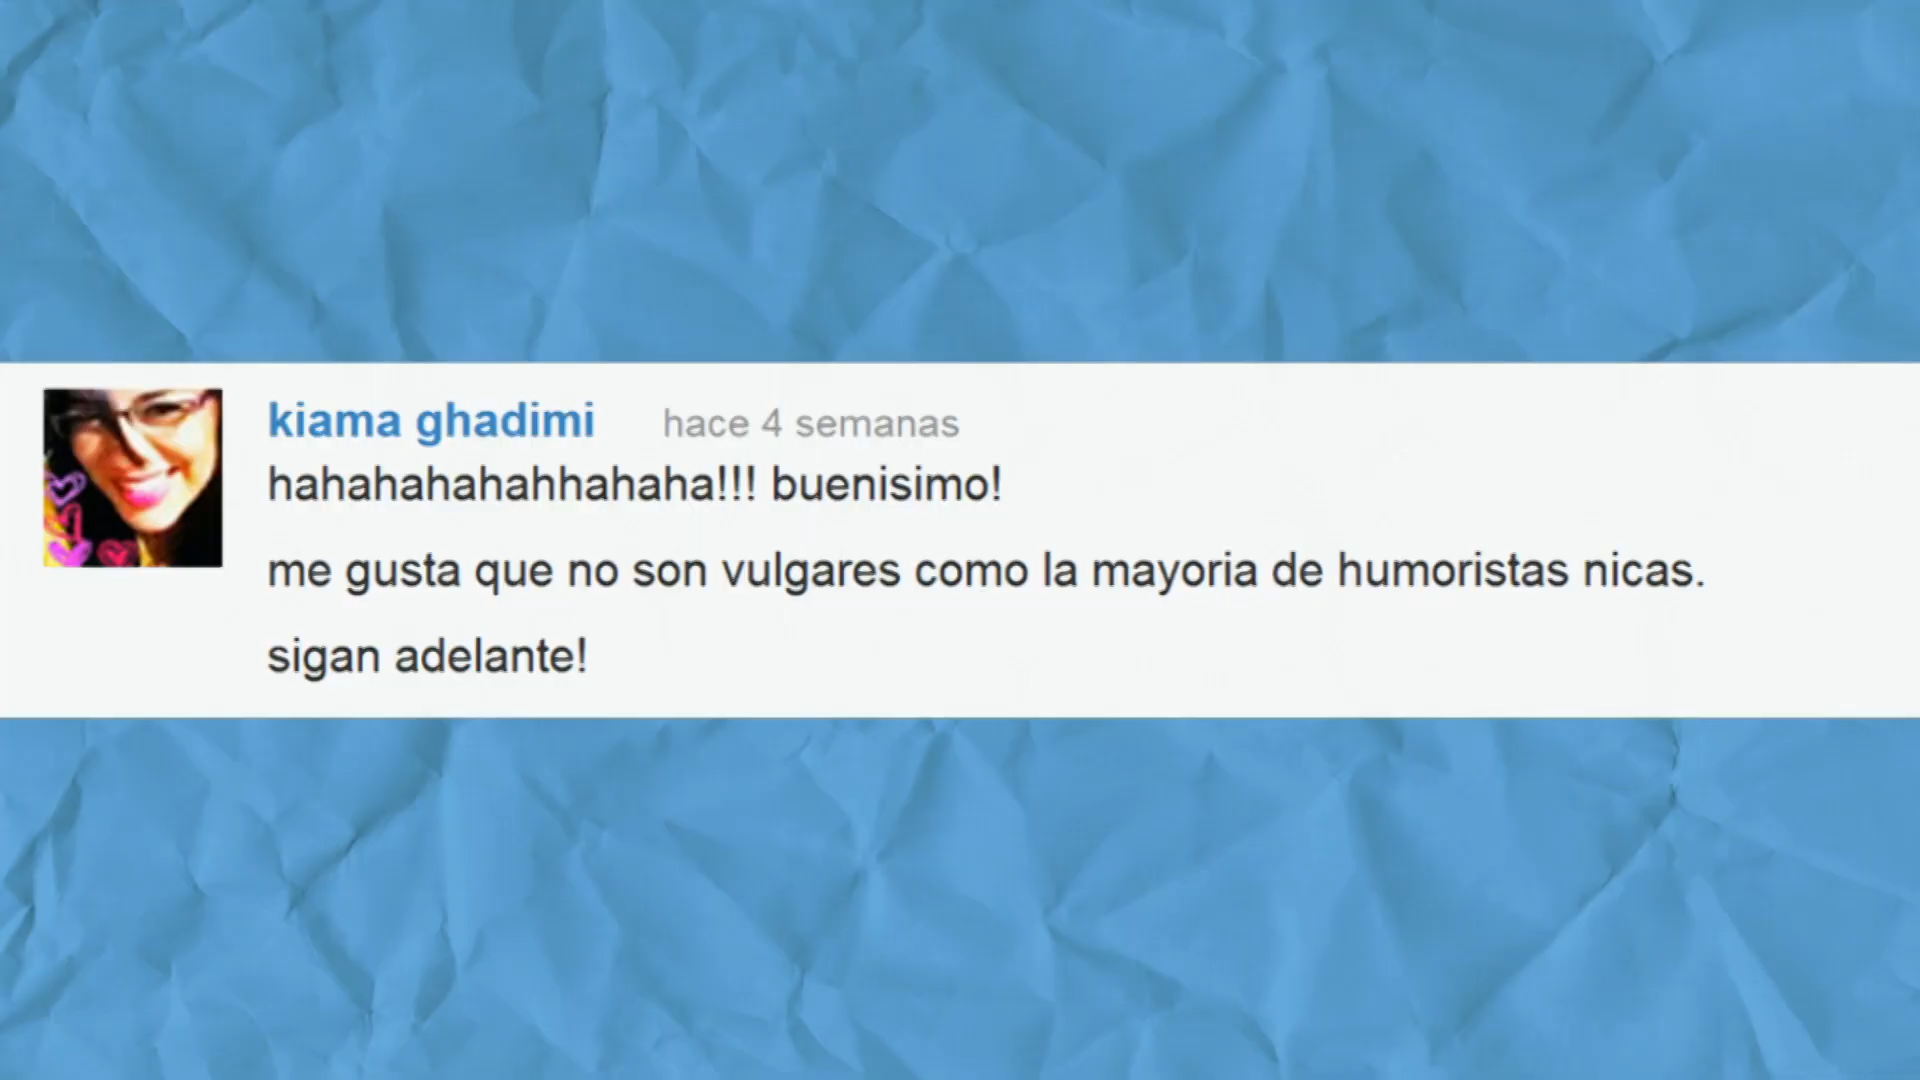 kiama ghadimi hace 4 semanas
hahahahahahhahaha!!! buenisimo!
me gusta que no son vulgares como la mayoria de humoristas nicas.
sigan adelante!